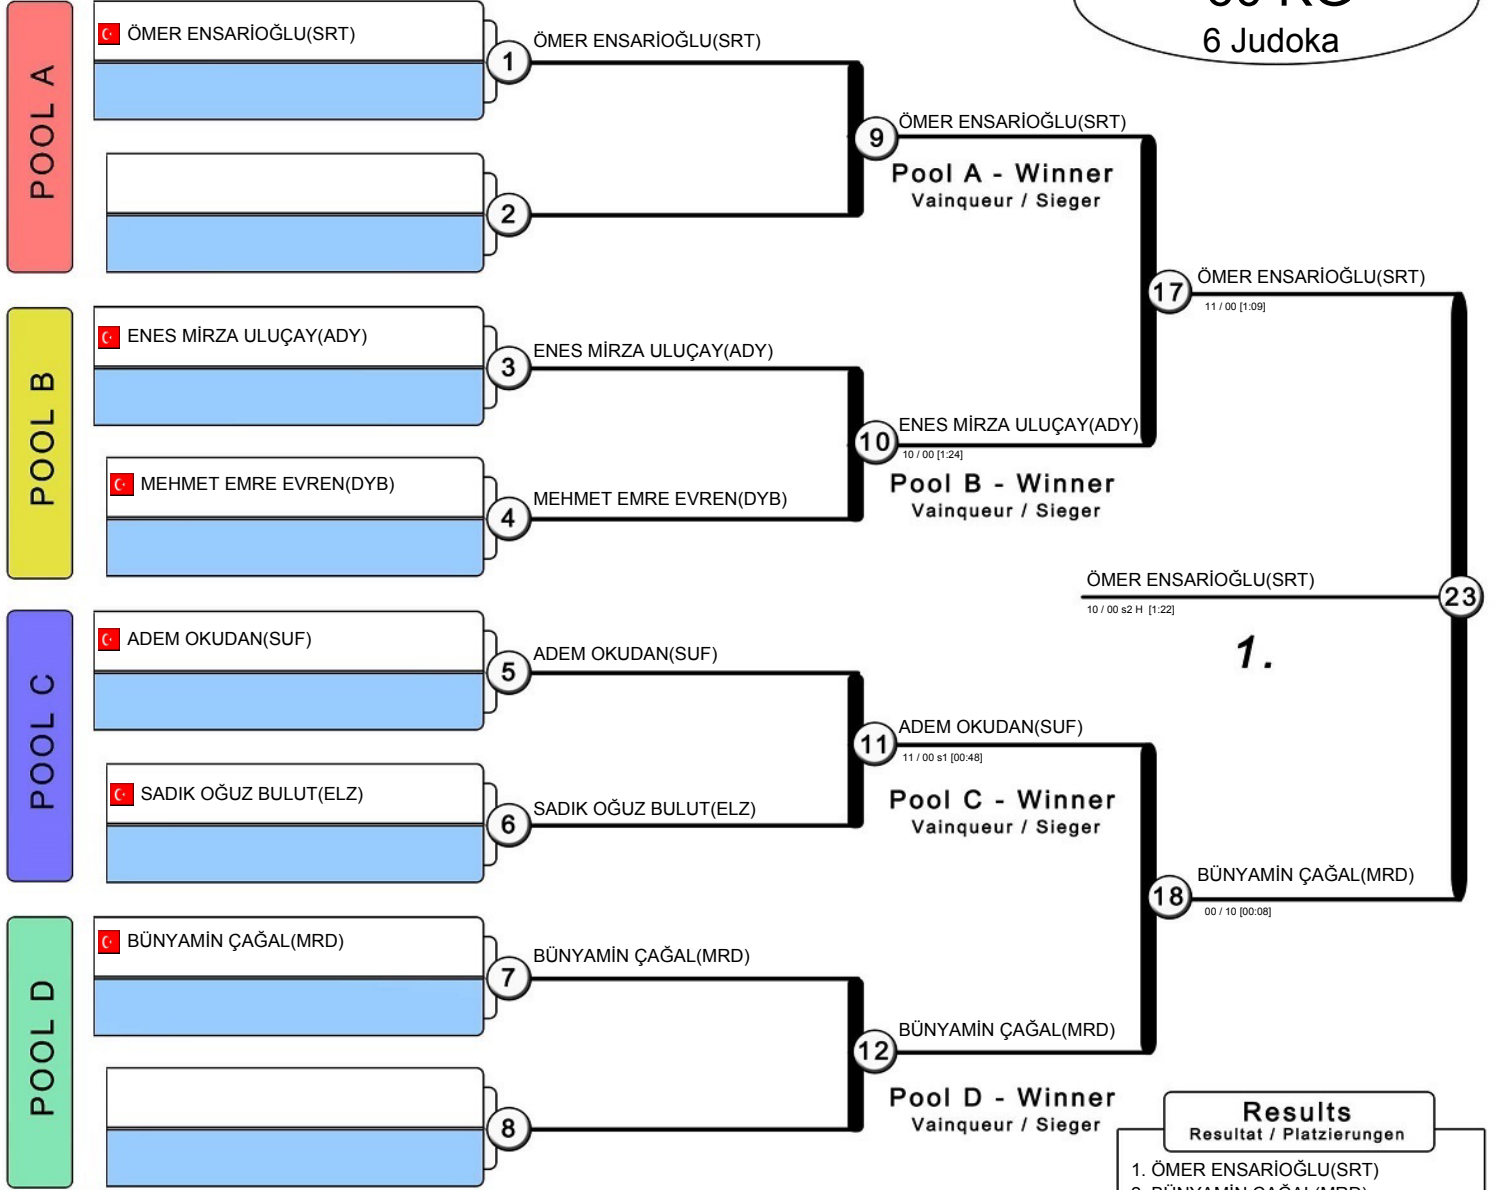 6 Judoka
POOL A
ÖMER ENSARİOĞLU(SRT)
1
ÖMER ENSARİOĞLU(SRT)
2
9
ÖMER ENSARİOĞLU(SRT)
Pool A - Winner
Vainqueur / Sieger
17
ÖMER ENSARİOĞLU(SRT)
11 / 00 [1:09]
POOL B
ENES MİRZA ULUÇAY(ADY)
3
ENES MİRZA ULUÇAY(ADY)
MEHMET EMRE EVREN(DYB)
4
MEHMET EMRE EVREN(DYB)
10
ENES MİRZA ULUÇAY(ADY)
10 / 00 [1:24]
Pool B - Winner
Vainqueur / Sieger
ÖMER ENSARİOĞLU(SRT)
23
10 / 00 s2 H [1:22]
1.
POOL C
ADEM OKUDAN(SUF)
5
ADEM OKUDAN(SUF)
SADIK OĞUZ BULUT(ELZ)
6
SADIK OĞUZ BULUT(ELZ)
11
ADEM OKUDAN(SUF)
11 / 00 s1 [00:48]
Pool C - Winner
Vainqueur / Sieger
18
BÜNYAMİN ÇAĞAL(MRD)
00 / 10 [00:08]
POOL D
BÜNYAMİN ÇAĞAL(MRD)
7
BÜNYAMİN ÇAĞAL(MRD)
8
12
BÜNYAMİN ÇAĞAL(MRD)
Pool D - Winner
Vainqueur / Sieger
Results
Resultat / Platzierungen
1. ÖMER ENSARİOĞLU(SRT)
2. BÜNYAMİN ÇAĞAL(MRD)